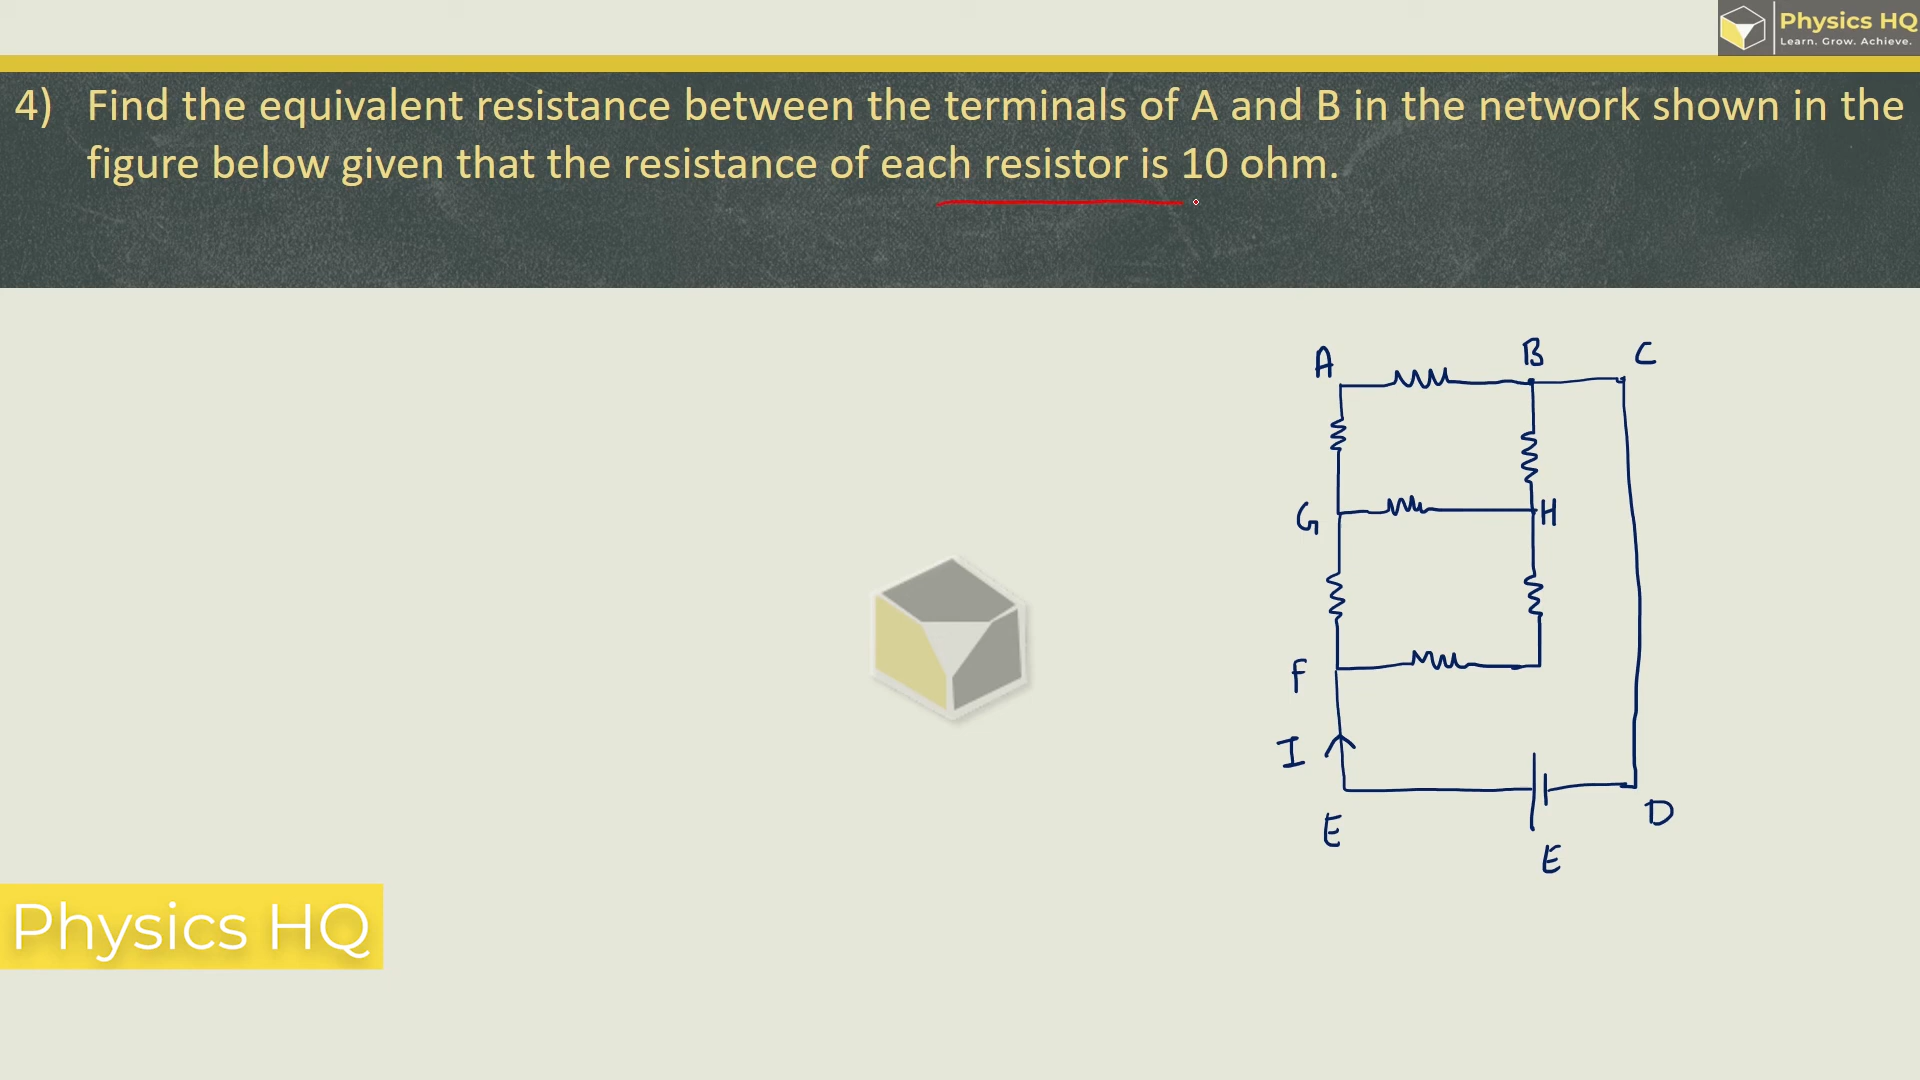 Physics HQ
Learn. Grow. Achieve.
4) Find the equivalent resistance between the terminals of A and B in the network shown in the
figure below given that the resistance of each resistor is 10 ohm.
A B C
G H
F
I
E D
E
Physics HQ